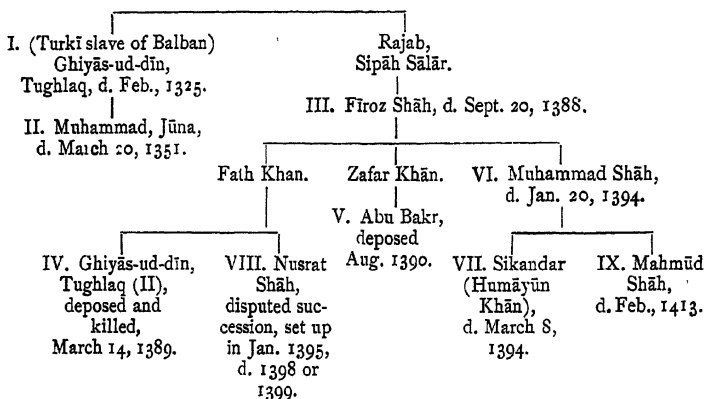 I. (Turkī slave of Balban)
Ghiyās-ud-dīn,
Tughlaq, d. Feb., 1325.
II. Muhammad, Jūna,
d. March 20, 1351.
Rajab,
Sipāh Sālār.
III. Fīroz Shāh, d. Sept. 20, 1388.
Fath Khan.
Zafar Khān.
VI. Muhammad Shāh,
d. Jan. 20, 1394.
IV. Ghiyās-ud-dīn,
Tughlaq (II),
deposed and
killed,
March 14, 1389.
VIII. Nusrat
Shāh,
disputed suc-
cession, set up
in Jan. 1395,
d. 1398 or
1399.
V. Abu Bakr,
deposed
Aug. 1390.
VII. Sikandar
(Humāyūn
Khān),
d. March 8,
1394.
IX. Mahmūd
Shāh,
d. Feb., 1413.